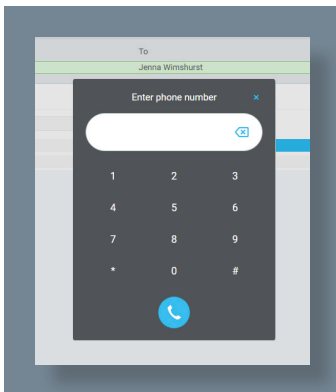 To
Jenna Wimshurst
Enter phone number ×
1 2 3
4 5 6
7 8 9
* 0 #